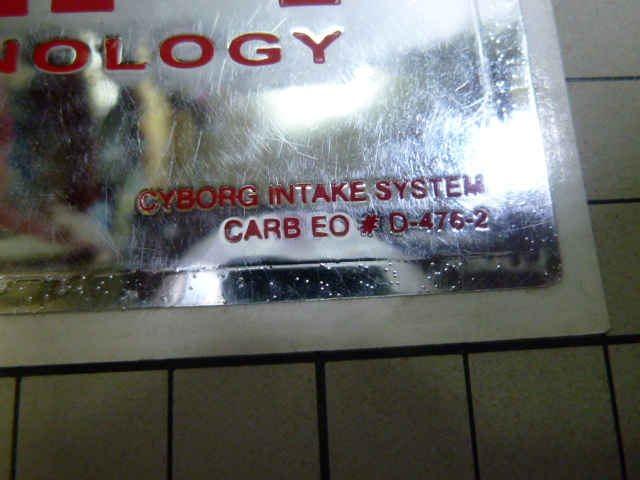 NOLOGY
CYBORG INTAKE SYSTEM
CARB EO # D-476-2